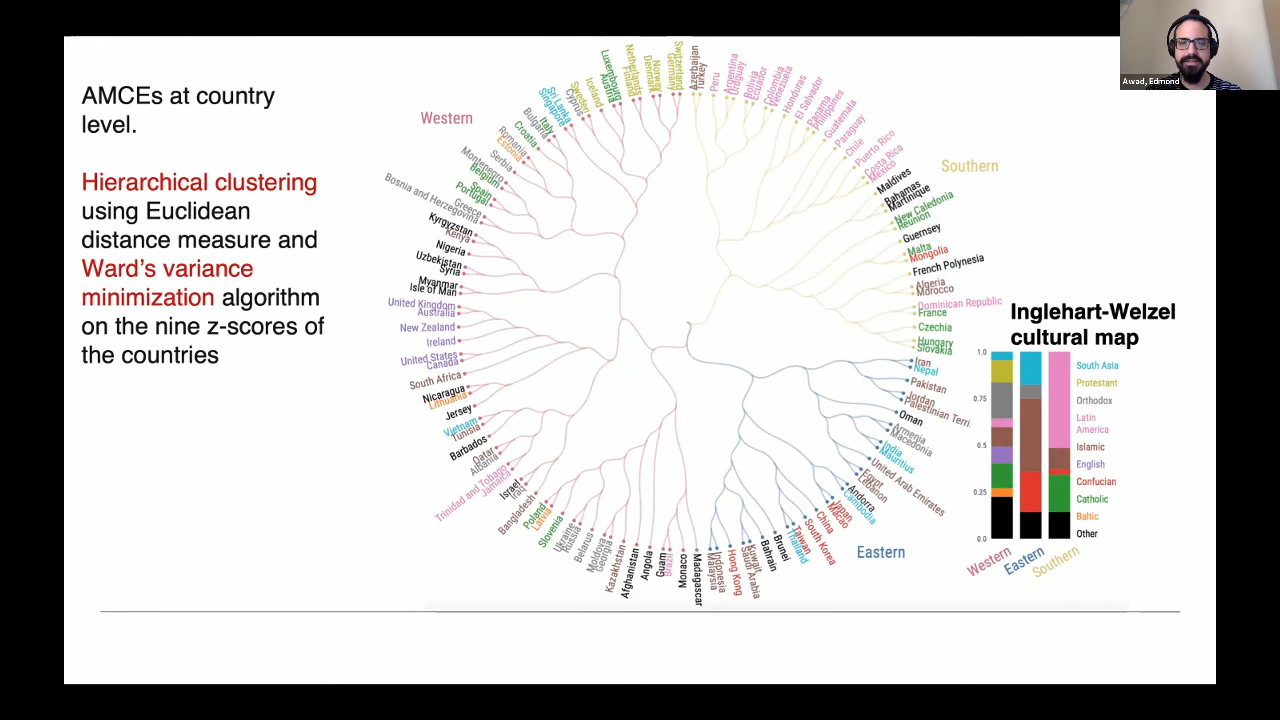 AMCEs at country
level.
Hierarchical clustering
using Euclidean
distance measure and
Ward's variance
minimization algorithm
on the nine z-scores of
the countries
Awad, Edmond
Western
Southern
Eastern
Azerbaijan
Turkey
Peru
Argentina
Uruguay
Bolivia
Ecuador
Colombia
Venezuela
Honduras
El Salvador
Panama
Philippines
Guatemala
Paraguay
Chile
Puerto Rico
Costa Rica
Mexico
Maldives
Bahamas
Martinique
New Caledonia
Reunion
Guernsey
Malta
Mongolia
French Polynesia
Algeria
Morocco
Dominican Republic
France
Czechia
Hungary
Slovakia
Iran
Nepal
Pakistan
Jordan
Palestinian Terri.
Oman
Armenia
Macedonia
India
Mauritius
United Arab Emirates
Egypt
Lebanon
Andorra
Cambodia
Japan
Macao
China
South Korea
Taiwan
Thailand
Brunei
Bahrain
Kuwait
Saudi Arabia
Hong Kong
Indonesia
Malaysia
Madagascar
Monaco
Brazil
Guam
Angola
Afghanistan
Kazakhstan
Georgia
Moldova
Belarus
Russia
Ukraine
Slovenia
Latvia
Poland
Bangladesh
Iraq
Israel
Jamaica
Trinidad and Tobago
Albania
Qatar
Barbados
Tunisia
Vietnam
Jersey
Lithuania
Nicaragua
South Africa
Canada
United States
Ireland
New Zealand
Australia
United Kingdom
Isle of Man
Myanmar
Syria
Uzbekistan
Nigeria
Kenya
Kyrgyzstan
Bosnia and Herzegovina
Greece
Portugal
Spain
Belgium
Montenegro
Serbia
Estonia
Romania
Croatia
Bulgaria
Italy
Singapore
Sri Lanka
Cyprus
Sweden
Iceland
Austria
Luxembourg
Finland
Netherlands
Denmark
Norway
Germany
Switzerland
Inglehart-Welzel
cultural map
1.0
0.75
0.5
0.25
0.0
South Asia
Protestant
Orthodox
Latin
America
Islamic
English
Confucian
Catholic
Baltic
Other
Western
Eastern
Southern